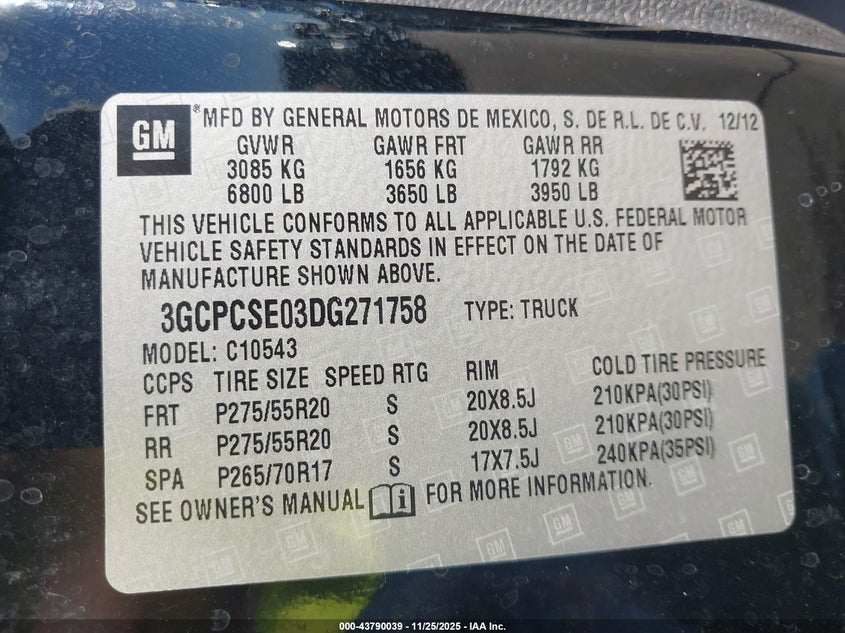 GM
® MFD BY GENERAL MOTORS DE MEXICO, S. DE R.L. DE C.V. 12/12
GVWR GAWR FRT GAWR RR
3085 KG 1656 KG 1792 KG
6800 LB 3650 LB 3950 LB
THIS VEHICLE CONFORMS TO ALL APPLICABLE U.S. FEDERAL MOTOR
VEHICLE SAFETY STANDARDS IN EFFECT ON THE DATE OF
MANUFACTURE SHOWN ABOVE.
3GCPCSE03DG271758 TYPE: TRUCK
MODEL: C10543
CCPS TIRE SIZE SPEED RTG RIM COLD TIRE PRESSURE
FRT P275/55R20 S 20X8.5J 210KPA(30PSI)
RR P275/55R20 S 20X8.5J 210KPA(30PSI)
SPA P265/70R17 S 17X7.5J 240KPA(35PSI)
SEE OWNER'S MANUAL FOR MORE INFORMATION.
000-43790039 - 11/25/2025 - IAA Inc.